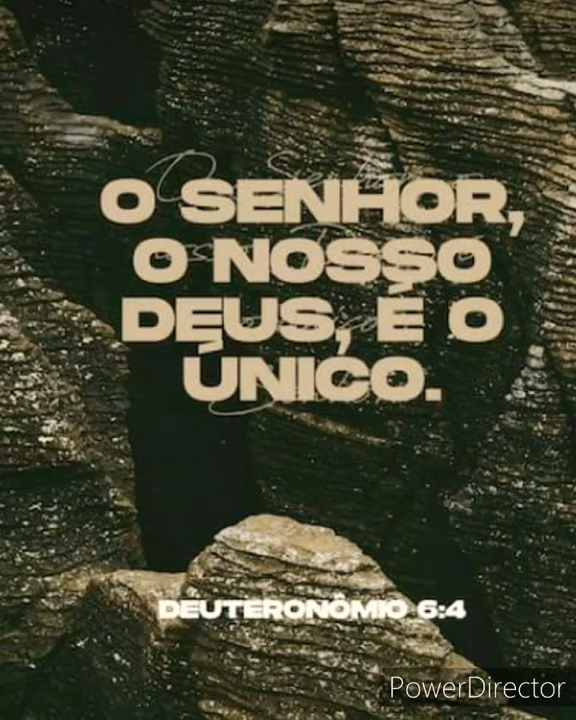 O SENHOR,
O NOSSO
DEUS, É O
ÚNICO.
DEUTERONÔMIO 6:4
PowerDirector